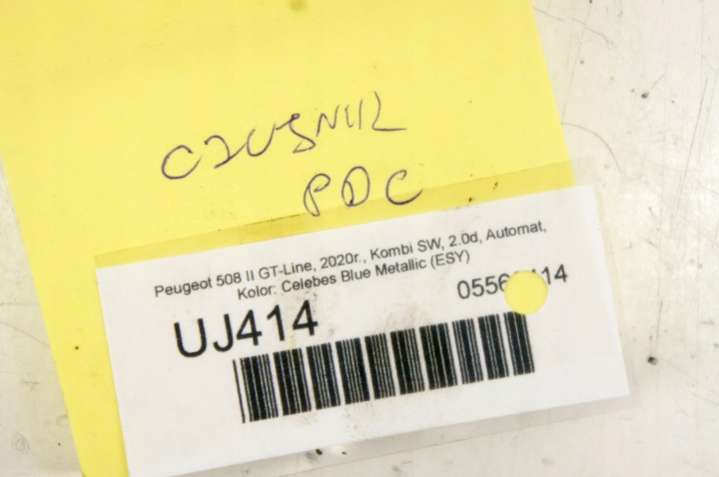 CZUJNIK
PDC
Peugeot 508 II GT-Line, 2020r., Kombi SW, 2.0d, Automat,
Kolor: Celebes Blue Metallic (ESY)
UJ414